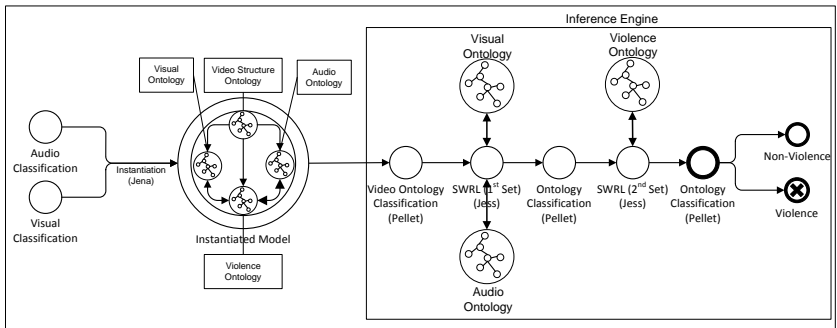 Inference Engine
Visual
Ontology
Video Structure
Ontology
Audio
Ontology
Visual
Ontology
Violence
Ontology
Audio
Classification
Visual
Classification
Instantiation
(Jena)
Instantiated Model
Violence
Ontology
Video Ontology
Classification
(Pellet)
SWRL (1st Set)
(Jess)
Audio
Ontology
Ontology
Classification
(Pellet)
SWRL (2nd Set)
(Jess)
Ontology
Classification
(Pellet)
Non-Violence
Violence